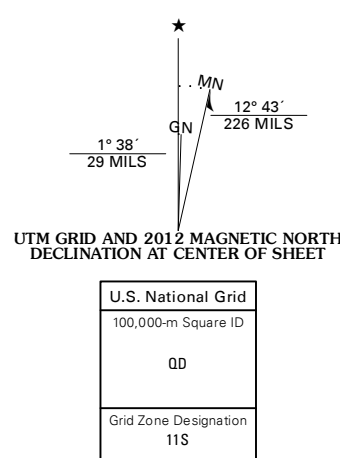 ★
MN
12° 43´
226 MILS
GN
1° 38´
29 MILS
UTM GRID AND 2012 MAGNETIC NORTH
DECLINATION AT CENTER OF SHEET
U.S. National Grid
100,000-m Square ID
QD
Grid Zone Designation
11S